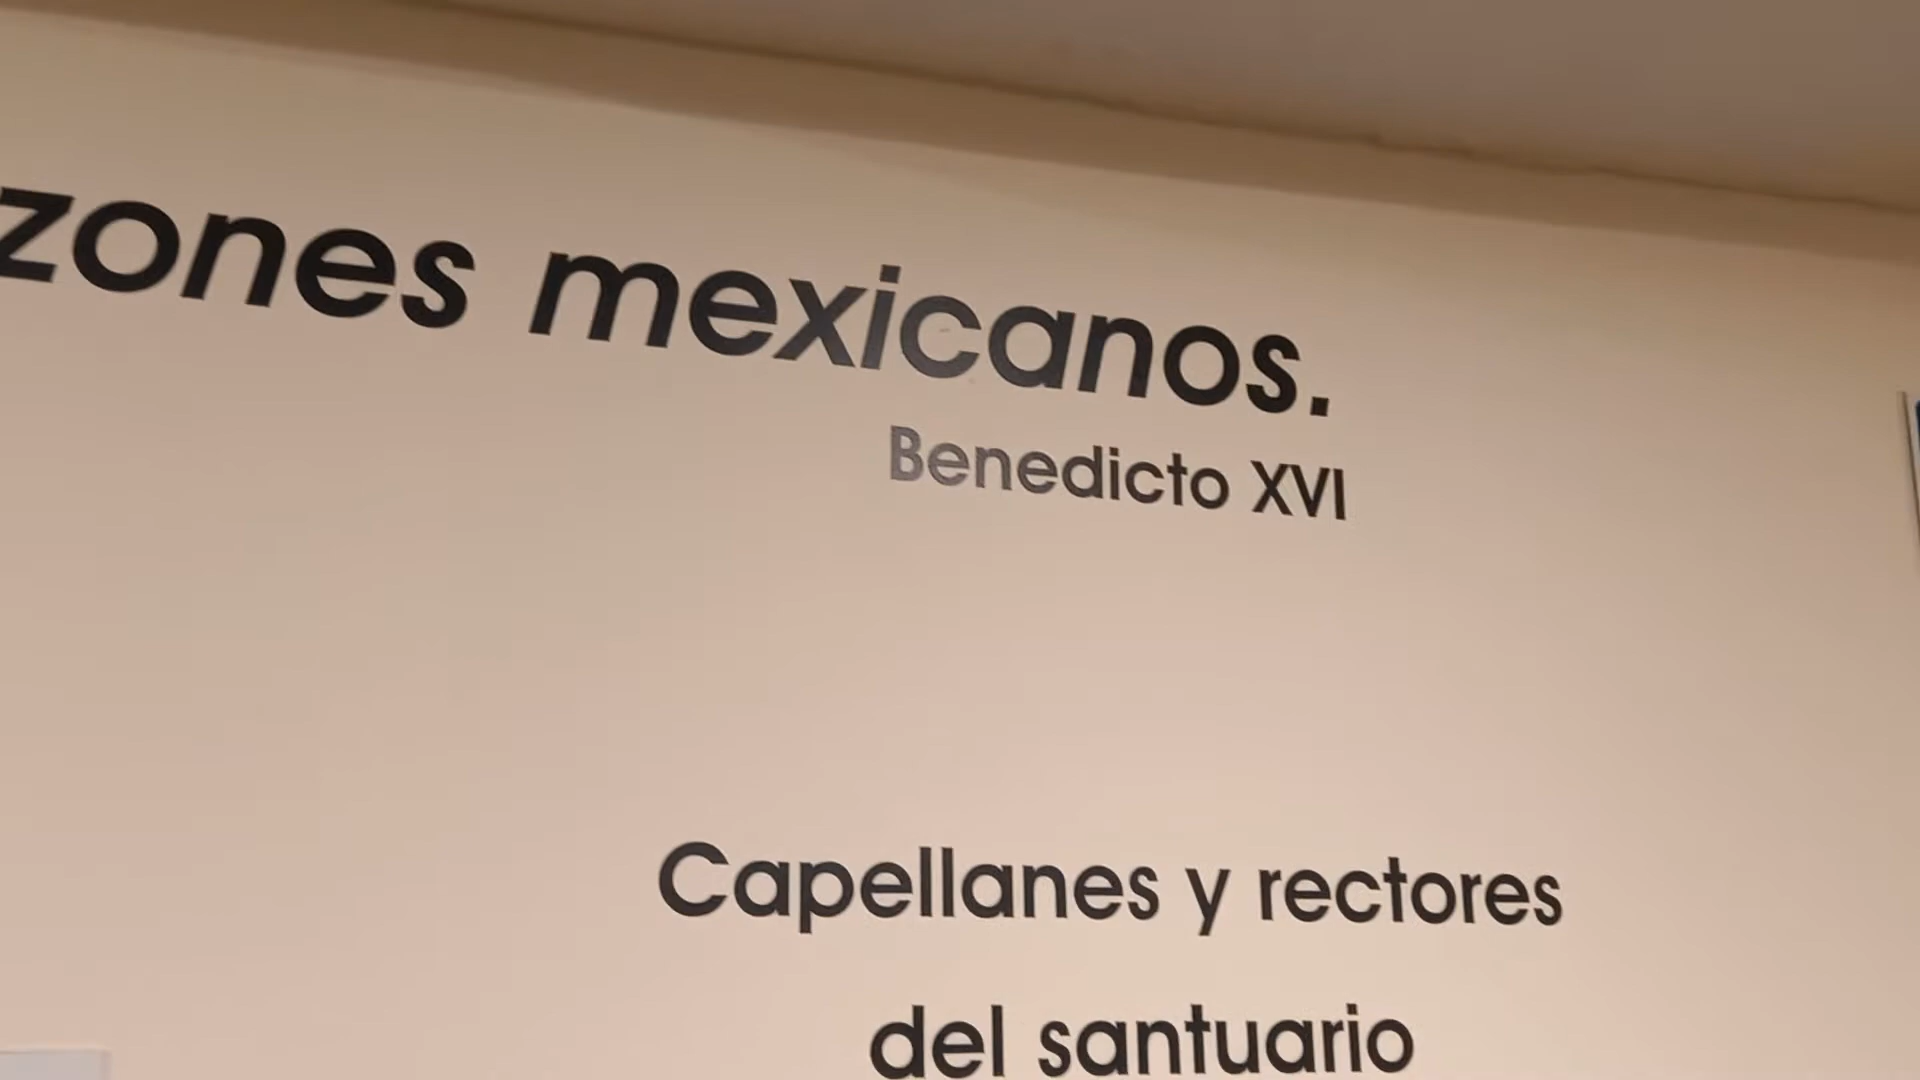 zones mexicanos.
Benedicto XVI
Capellanes y rectores
del santuario